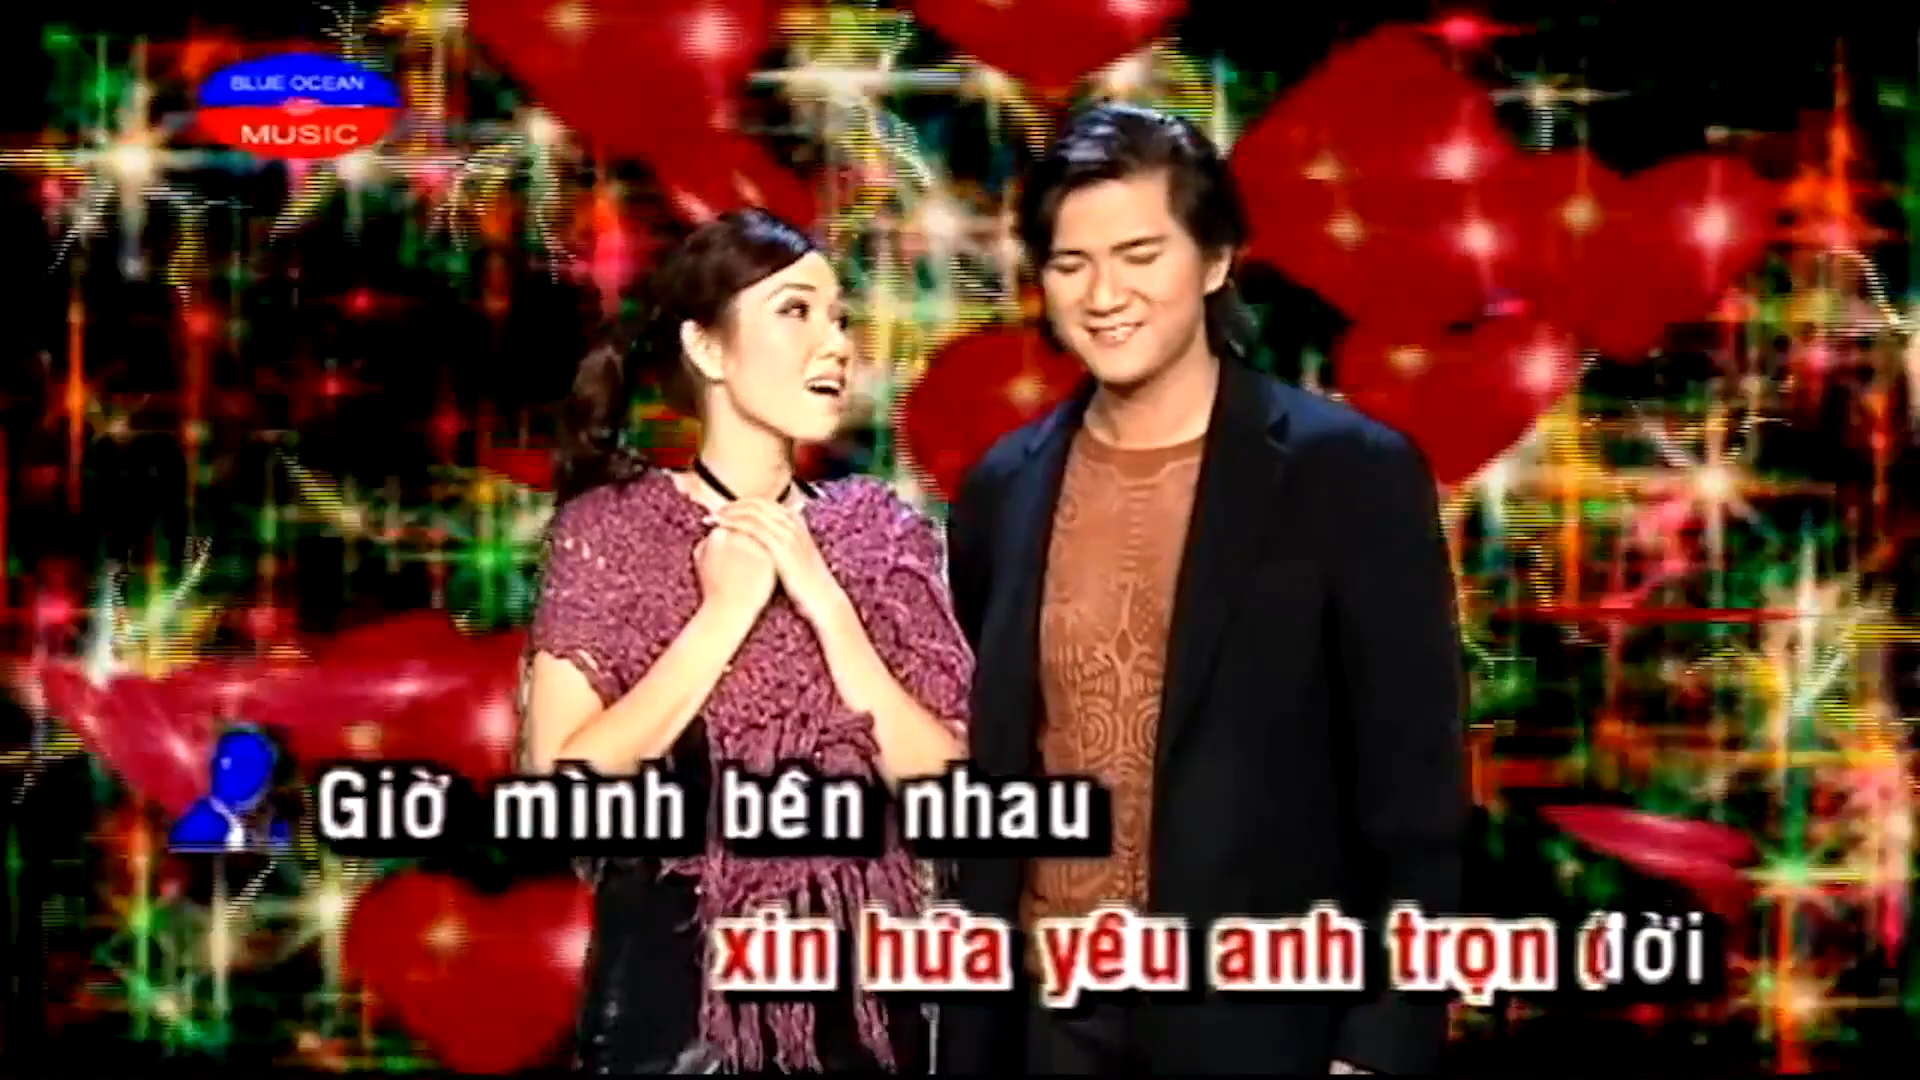 BLUE OCEAN
MUSIC
Giờ mình bên nhau
xin hứa yêu anh trọn đời